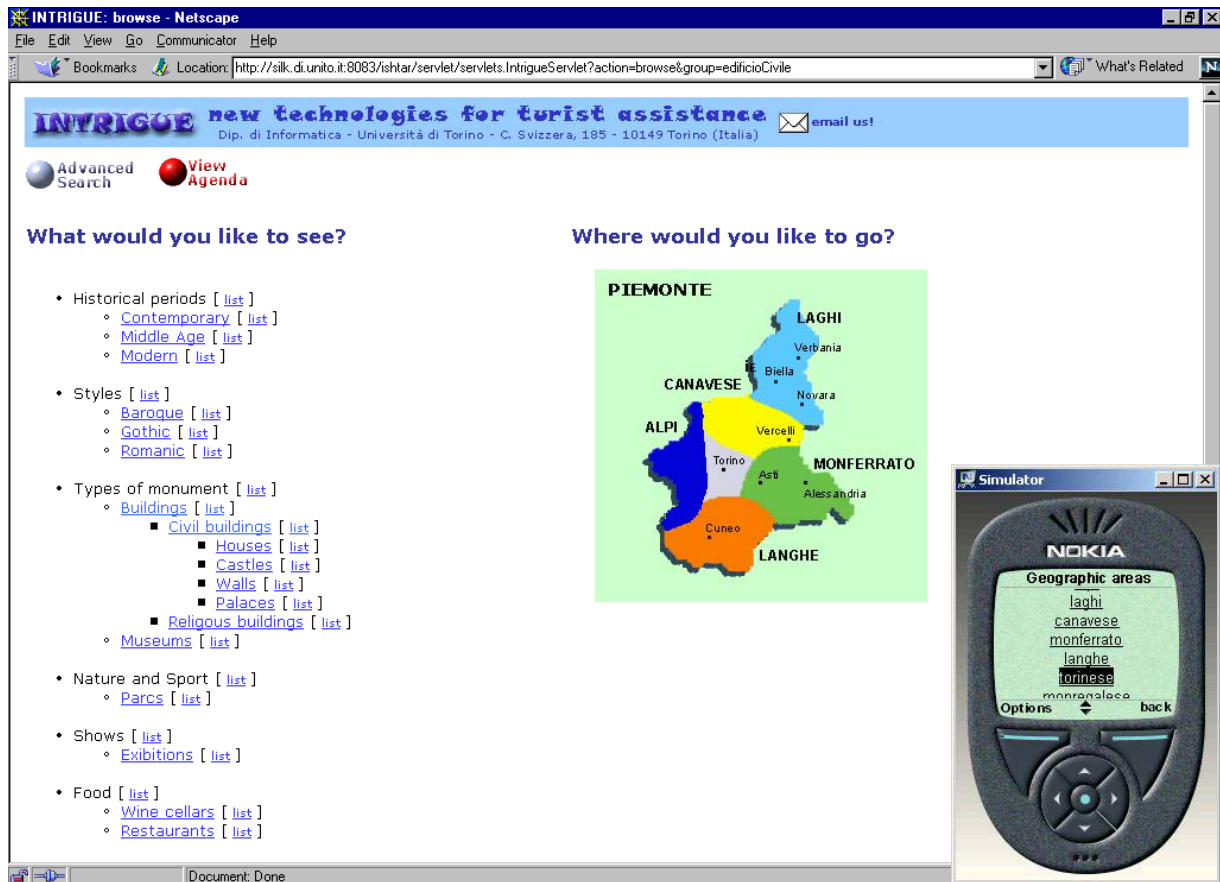 INTRIGUE: browse - Netscape
File Edit View Go Communicator Help
Bookmarks Location: http://silk.di.unito.it:8083/ishtar/servlet/servlets.IntrigueServlet?action=browse&group=edificioCivile What's Related N
INTRIGUE new technologies for turist assistance email us!
Dip. di Informatica - Università di Torino - C. Svizzera, 185 - 10149 Torino (Italia)
Advanced Search
View Agenda
What would you like to see?
• Historical periods [ list ]
◦ Contemporary [ list ]
◦ Middle Age [ list ]
◦ Modern [ list ]
• Styles [ list ]
◦ Baroque [ list ]
◦ Gothic [ list ]
◦ Romanic [ list ]
• Types of monument [ list ]
◦ Buildings [ list ]
▪ Civil buildings [ list ]
▪ Houses [ list ]
▪ Castles [ list ]
▪ Walls [ list ]
▪ Palaces [ list ]
▪ Religous buildings [ list ]
◦ Museums [ list ]
• Nature and Sport [ list ]
◦ Parcs [ list ]
• Shows [ list ]
◦ Exibitions [ list ]
• Food [ list ]
◦ Wine cellars [ list ]
◦ Restaurants [ list ]
Where would you like to go?
PIEMONTE
LAGHI
Verbania
Biella
CANAVESE
Novara
ALPI
Vercelli
Torino
MONFERRATO
Asti
Alessandria
Cuneo
LANGHE
Simulator
NOKIA
Geographic areas
laghi
canavese
monferrato
langhe
torinese
monregalese
Options back
Document: Done